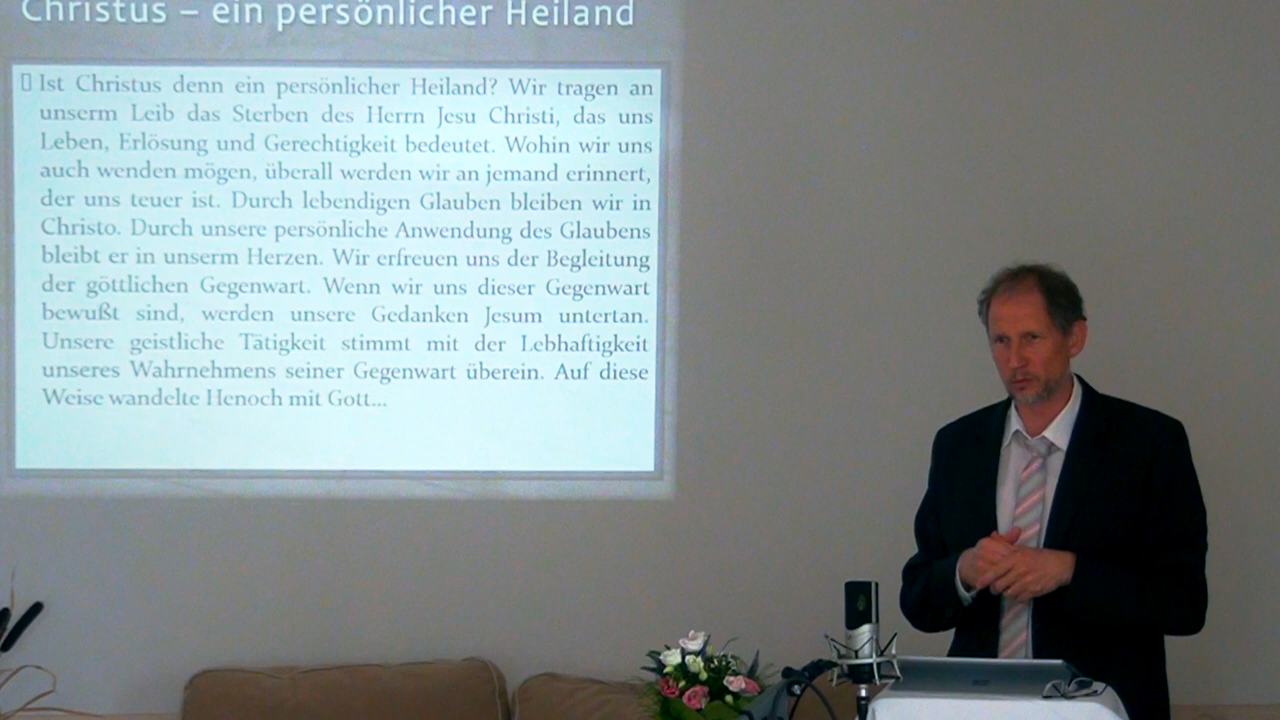 Christus – ein persönlicher Heiland
Ist Christus denn ein persönlicher Heiland? Wir tragen an
unserm Leib das Sterben des Herrn Jesu Christi, das uns
Leben, Erlösung und Gerechtigkeit bedeutet. Wohin wir uns
auch wenden mögen, überall werden wir an jemand erinnert,
der uns teuer ist. Durch lebendigen Glauben bleiben wir in
Christo. Durch unsere persönliche Anwendung des Glaubens
bleibt er in unserm Herzen. Wir erfreuen uns der Begleitung
der göttlichen Gegenwart. Wenn wir uns dieser Gegenwart
bewußt sind, werden unsere Gedanken Jesum untertan.
Unsere geistliche Tätigkeit stimmt mit der Lebhaftigkeit
unseres Wahrnehmens seiner Gegenwart überein. Auf diese
Weise wandelte Henoch mit Gott...